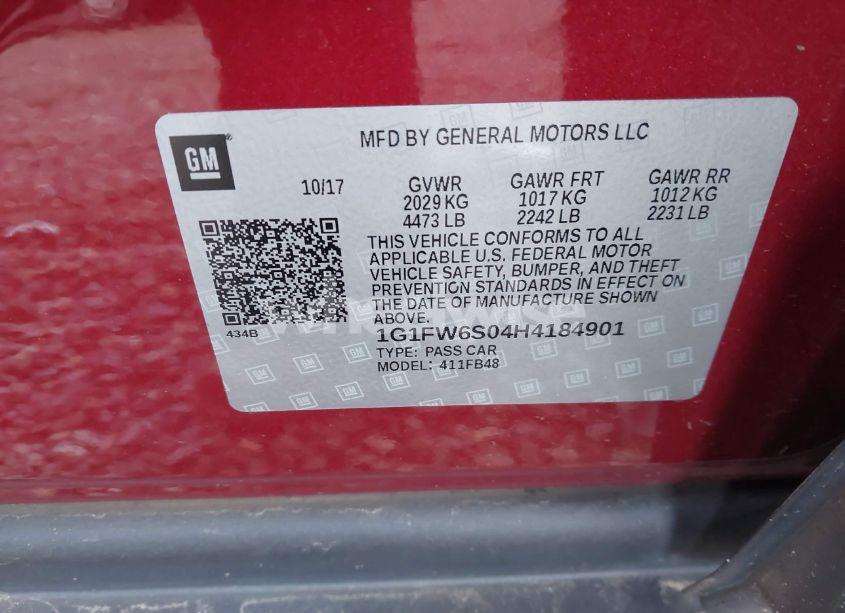 GM
MFD BY GENERAL MOTORS LLC
10/17
GVWR
2029 KG
4473 LB
GAWR FRT
1017 KG
2242 LB
GAWR RR
1012 KG
2231 LB
THIS VEHICLE CONFORMS TO ALL
APPLICABLE U.S. FEDERAL MOTOR
VEHICLE SAFETY, BUMPER, AND THEFT
PREVENTION STANDARDS IN EFFECT ON
THE DATE OF MANUFACTURE SHOWN
ABOVE.
434B
1G1FW6S04H4184901
TYPE: PASS CAR
MODEL: 411FB48